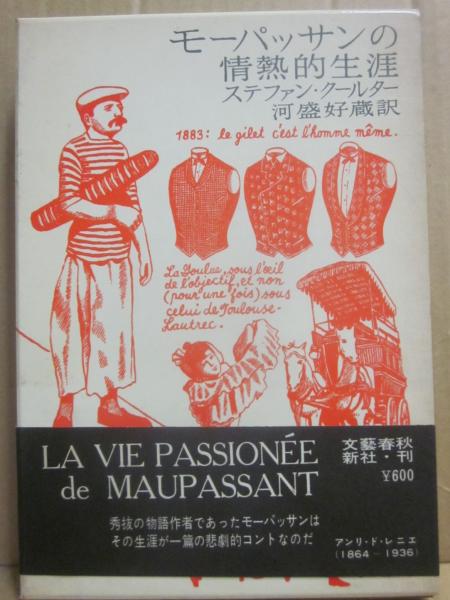 モーパッサンの
情熱的生涯
ステファン・クールター
河盛好蔵訳
1883: le gilet c'est l'homme même.
La Goulue, sous l'œil
de l'objectif, et non
(pour une fois) sous
celui de Toulouse-
Lautrec.
LA VIE PASSIONÉE
de MAUPASSANT
文藝春秋
新社・刊
¥600
秀抜の物語作者であったモーパッサンは
その生涯が一篇の悲劇的コントなのだ
アンリ・ド・レニエ
(1864－1936)